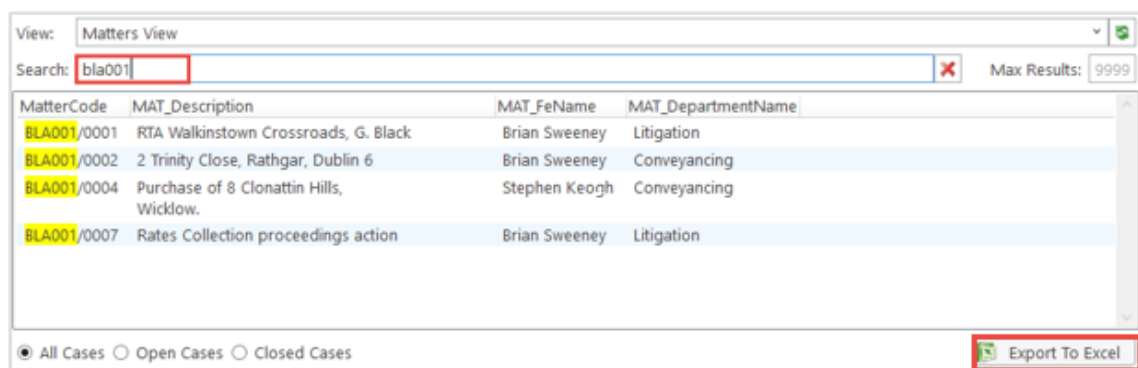 View: Matters View
Search: bla001 Max Results: 9999
MatterCode MAT_Description MAT_FeName MAT_DepartmentName
BLA001/0001 RTA Walkinstown Crossroads, G. Black Brian Sweeney Litigation
BLA001/0002 2 Trinity Close, Rathgar, Dublin 6 Brian Sweeney Conveyancing
BLA001/0004 Purchase of 8 Clonattin Hills, Stephen Keogh Conveyancing
Wicklow.
BLA001/0007 Rates Collection proceedings action Brian Sweeney Litigation
All Cases Open Cases Closed Cases Export To Excel